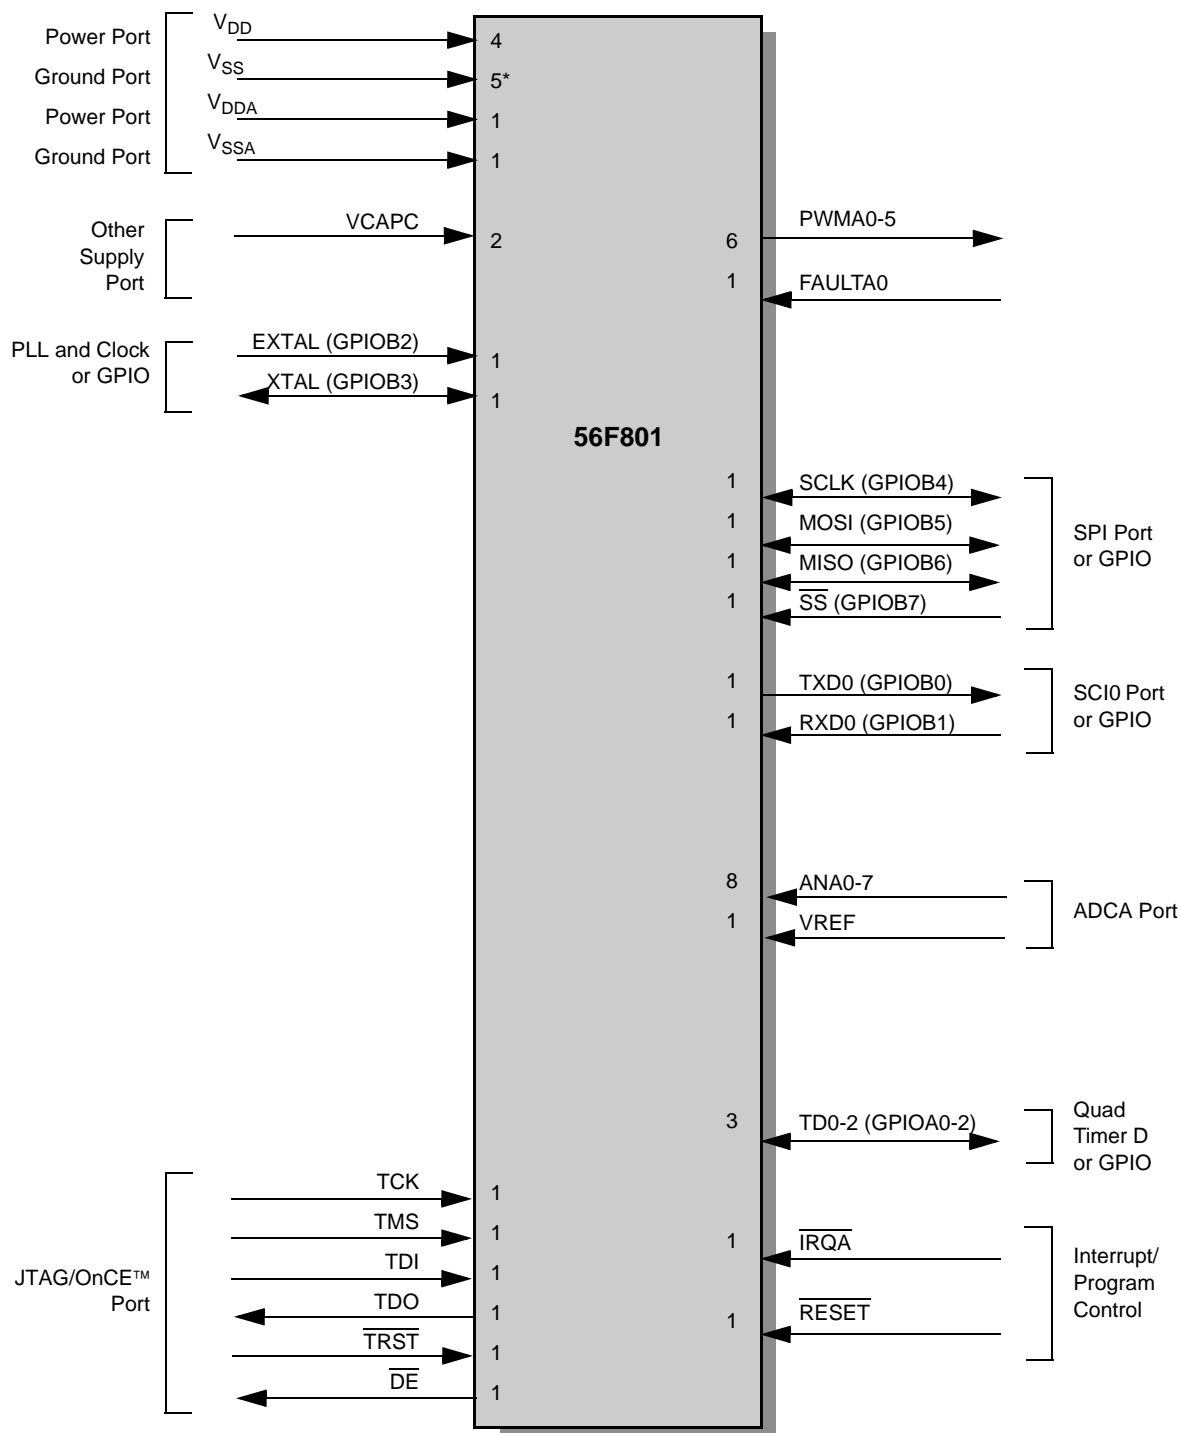 Power Port
VDD
4
Ground Port
VSS
5*
Power Port
VDDA
1
Ground Port
VSSA
1
Other
Supply
Port
VCAPC
2
PLL and Clock
or GPIO
EXTAL (GPIOB2)
1
XTAL (GPIOB3)
1
56F801
6
PWMA0-5
1
FAULTA0
1
SCLK (GPIOB4)
1
MOSI (GPIOB5)
1
MISO (GPIOB6)
1
SS (GPIOB7)
SPI Port
or GPIO
1
TXD0 (GPIOB0)
1
RXD0 (GPIOB1)
SCI0 Port
or GPIO
8
ANA0-7
1
VREF
ADCA Port
3
TD0-2 (GPIOA0-2)
Quad
Timer D
or GPIO
JTAG/OnCE™
Port
TCK
1
TMS
1
TDI
1
TDO
1
TRST
1
DE
1
1
IRQA
1
RESET
Interrupt/
Program
Control